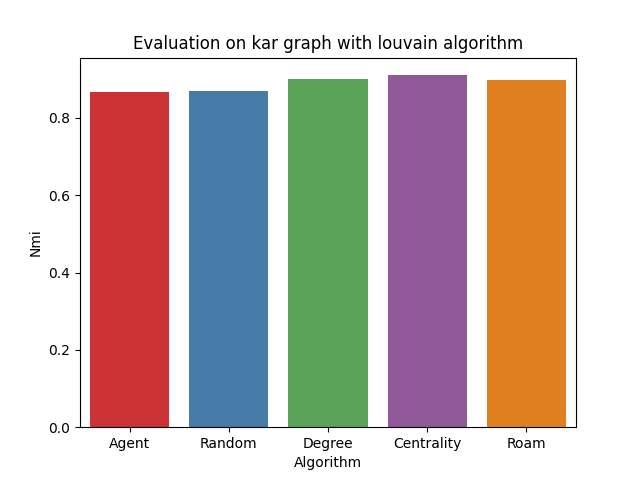 Evaluation on kar graph with louvain algorithm
Nmi
0.8
0.6
0.4
0.2
0.0
Agent Random Degree Centrality Roam
Algorithm